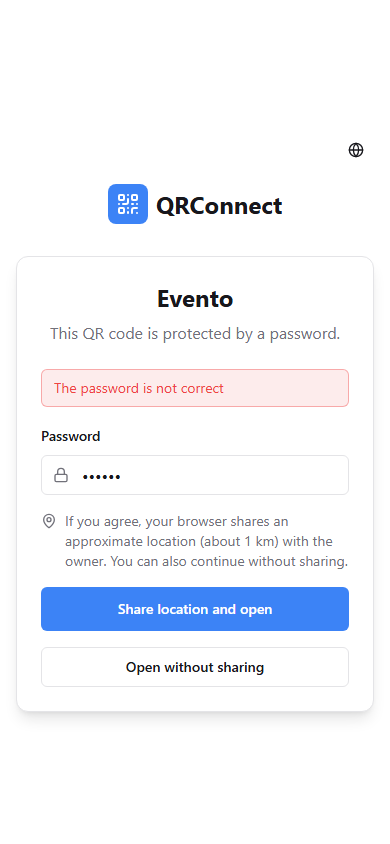 QRConnect
Evento
This QR code is protected by a password.
The password is not correct
Password
••••••
If you agree, your browser shares an
approximate location (about 1 km) with the
owner. You can also continue without sharing.
Share location and open
Open without sharing